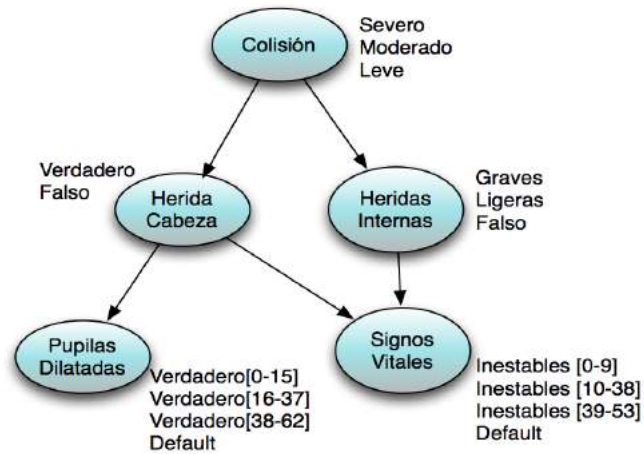 Colisión
Severo
Moderado
Leve
Verdadero
Falso
Herida
Cabeza
Heridas
Internas
Graves
Ligeras
Falso
Pupilas
Dilatadas
Verdadero[0-15]
Verdadero[16-37]
Verdadero[38-62]
Default
Signos
Vitales
Inestables [0-9]
Inestables [10-38]
Inestables [39-53]
Default